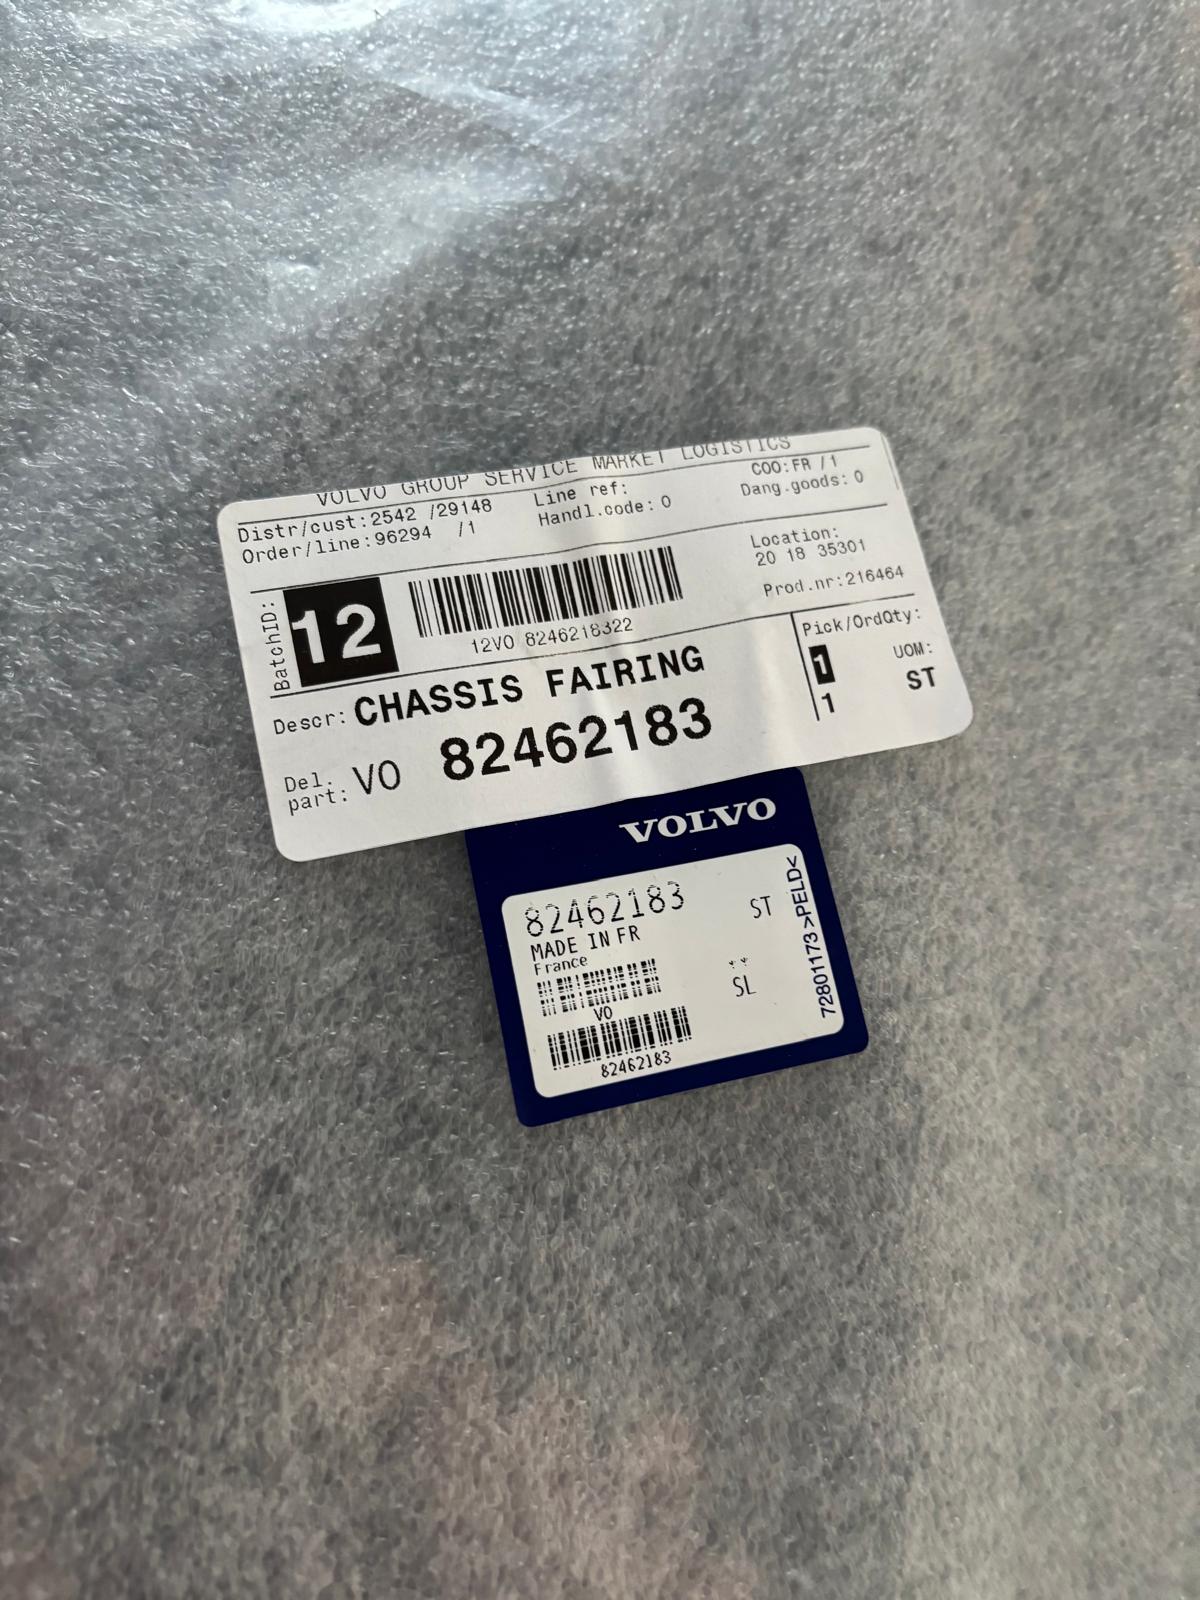 VOLVO GROUP SERVICE MARKET LOGISTICS
Distr/cust:2542 /29148 Line ref: COO:FR /1
Order/line:96294 /1 Handl.code: 0 Dang.goods: 0
BatchID: 12
12VO 8246218322
Location:
20 18 35301
Prod.nr:216464
Descr: CHASSIS FAIRING
Pick/OrdQty:
1
1
UOM:
ST
Del.
part: VO 82462183
VOLVO
82462183 ST
MADE IN FR
France
SL
VO
82462183
72801173 >PELD<